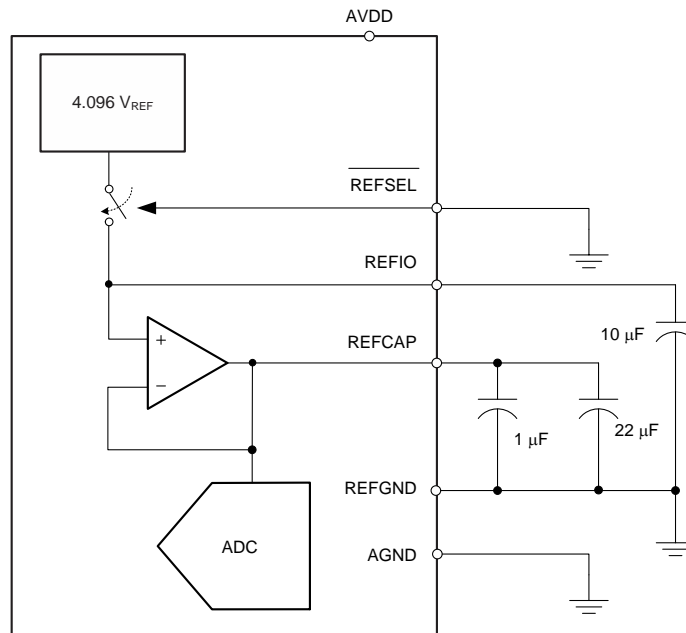 AVDD
4.096 VREF
REFSEL
REFIO
10 μF
REFCAP
+
−
1 μF
22 μF
REFGND
ADC
AGND